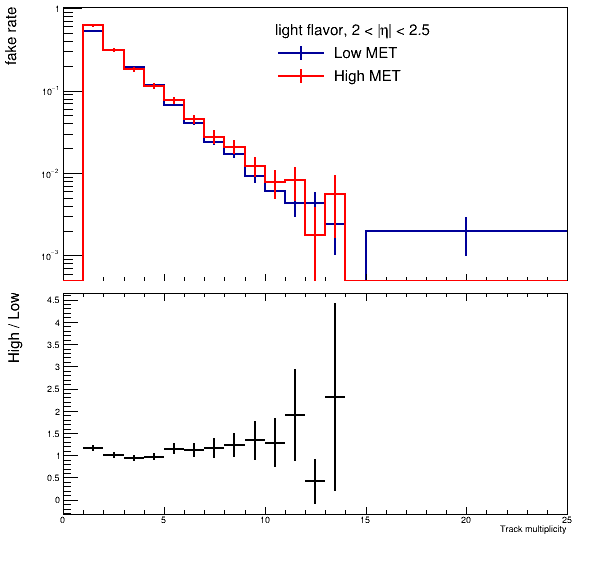 fake rate
light flavor, 2 < |η| < 2.5
Low MET
High MET
1
10⁻¹
10⁻²
10⁻³
High / Low
4.5
4
3.5
3
2.5
2
1.5
1
0.5
0
0 5 10 15 20 25
Track multiplicity